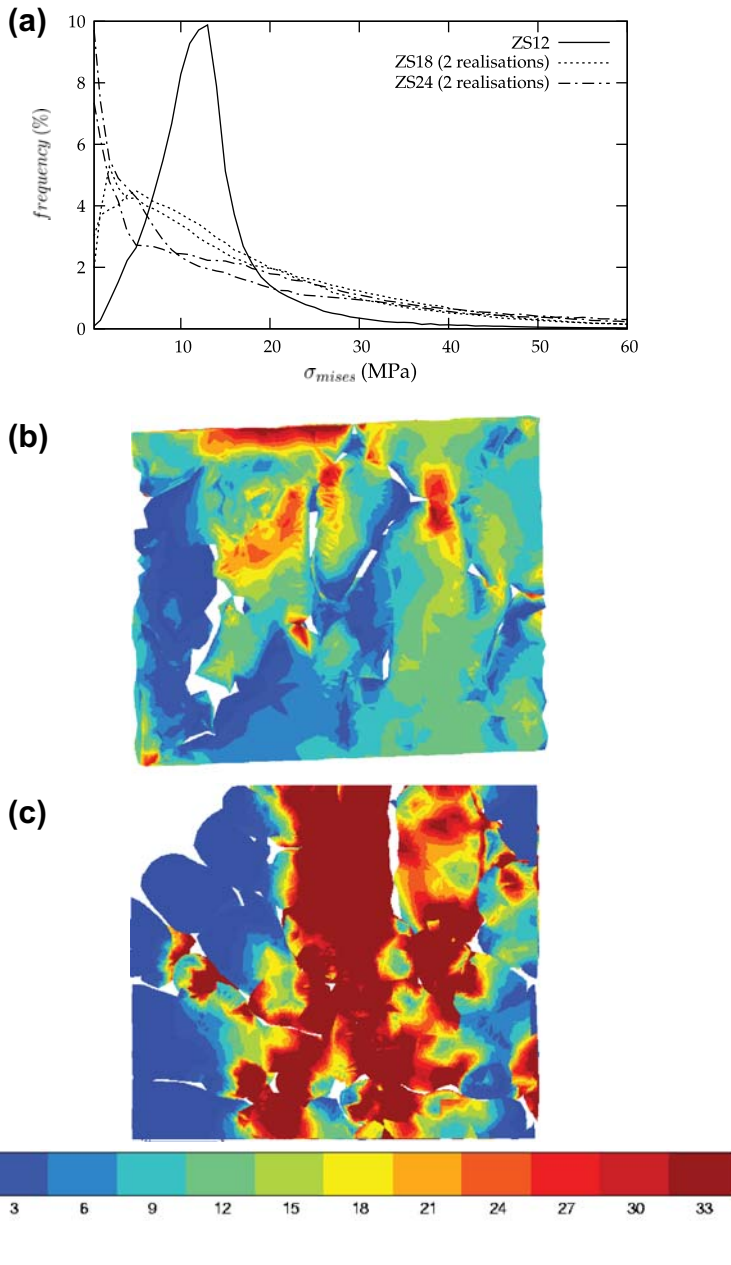 (a)
10
8
6
4
2
0
frequency (%)
ZS12
ZS18 (2 realisations)
ZS24 (2 realisations)
10 20 30 40 50 60
σmises (MPa)
(b)
(c)
3 6 9 12 15 18 21 24 27 30 33